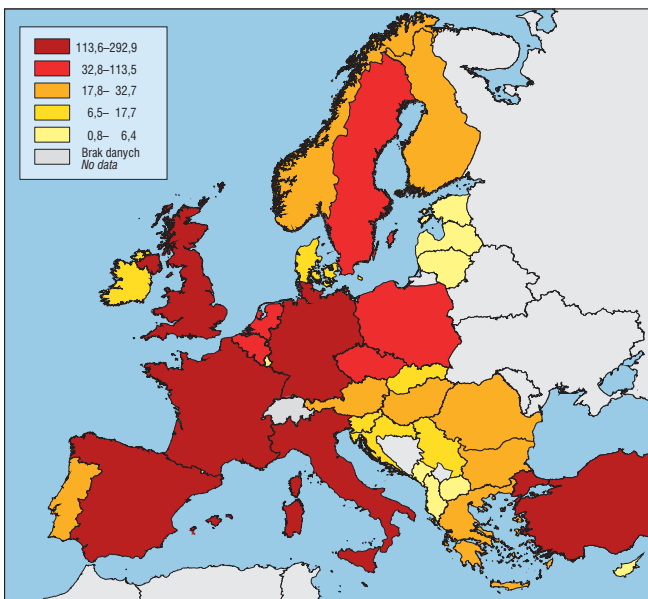 113,6–292,9
32,8–113,5
17,8– 32,7
6,5– 17,7
0,8– 6,4
Brak danych
No data